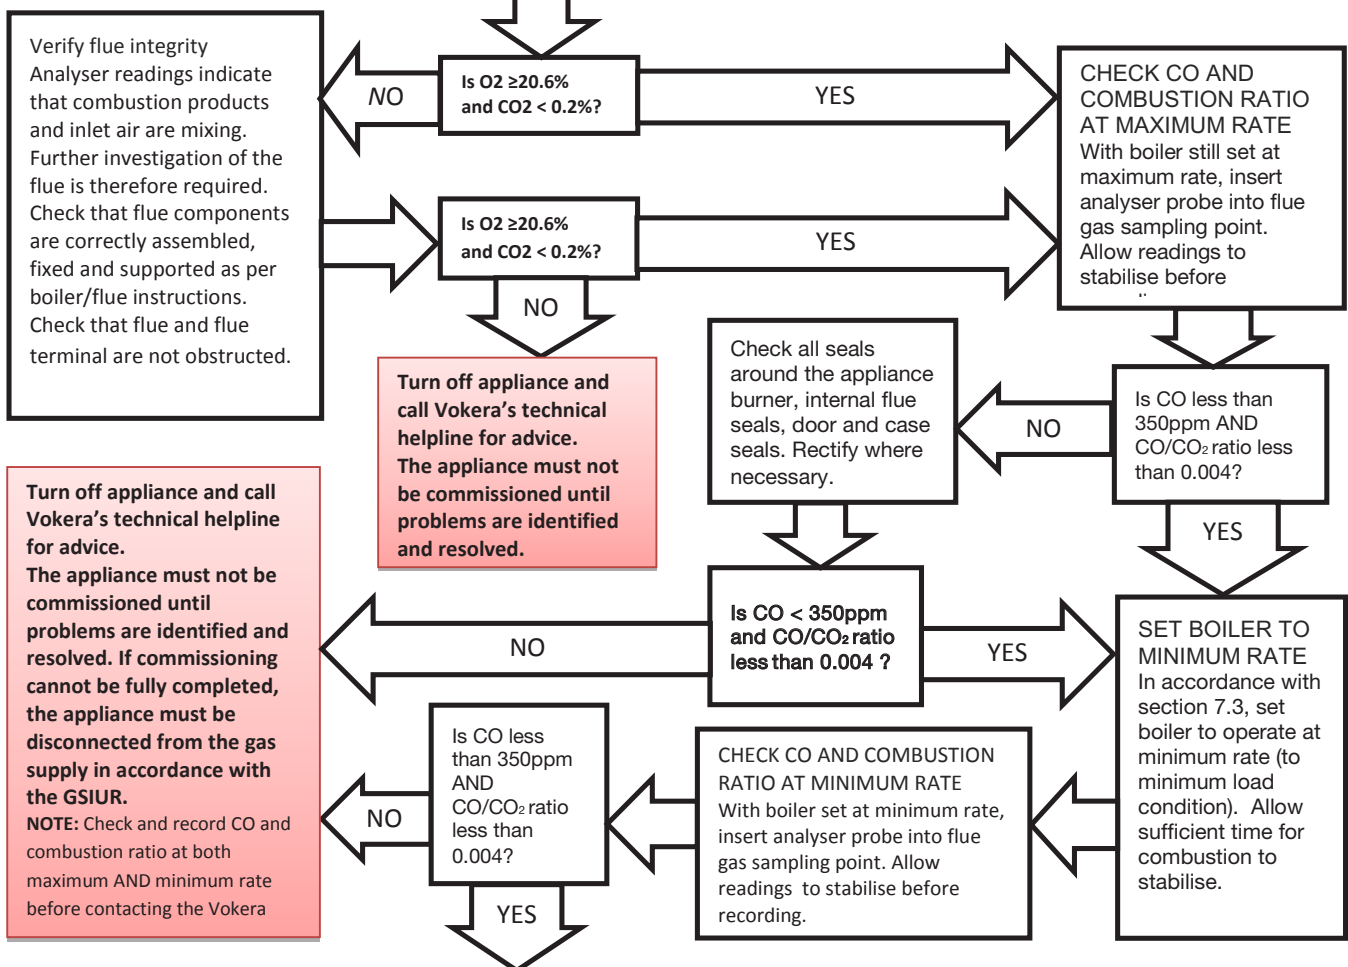 Verify flue integrity
Analyser readings indicate
that combustion products
and inlet air are mixing.
Further investigation of the
flue is therefore required.
Check that flue components
are correctly assembled,
fixed and supported as per
boiler/flue instructions.
Check that flue and flue
terminal are not obstructed.
NO
Is O2 ≥20.6%
and CO2 < 0.2%?
YES
CHECK CO AND
COMBUSTION RATIO
AT MAXIMUM RATE
With boiler still set at
maximum rate, insert
analyser probe into flue
gas sampling point.
Allow readings to
stabilise before
Is O2 ≥20.6%
and CO2 < 0.2%?
YES
NO
Turn off appliance and
call Vokera’s technical
helpline for advice.
The appliance must not
be commissioned until
problems are identified
and resolved.
Check all seals
around the appliance
burner, internal flue
seals, door and case
seals. Rectify where
necessary.
NO
Is CO less than
350ppm AND
CO/CO₂ ratio less
than 0.004?
YES
Turn off appliance and call
Vokera’s technical helpline
for advice.
The appliance must not be
commissioned until
problems are identified and
resolved. If commissioning
cannot be fully completed,
the appliance must be
disconnected from the gas
supply in accordance with
the GSIUR.
NOTE: Check and record CO and
combustion ratio at both
maximum AND minimum rate
before contacting the Vokera
NO
Is CO < 350ppm
and CO/CO₂ ratio
less than 0.004 ?
YES
SET BOILER TO
MINIMUM RATE
In accordance with
section 7.3, set
boiler to operate at
minimum rate (to
minimum load
condition). Allow
sufficient time for
combustion to
stabilise.
NO
Is CO less
than 350ppm
AND
CO/CO₂ ratio
less than
0.004?
CHECK CO AND COMBUSTION
RATIO AT MINIMUM RATE
With boiler set at minimum rate,
insert analyser probe into flue
gas sampling point. Allow
readings to stabilise before
recording.
YES